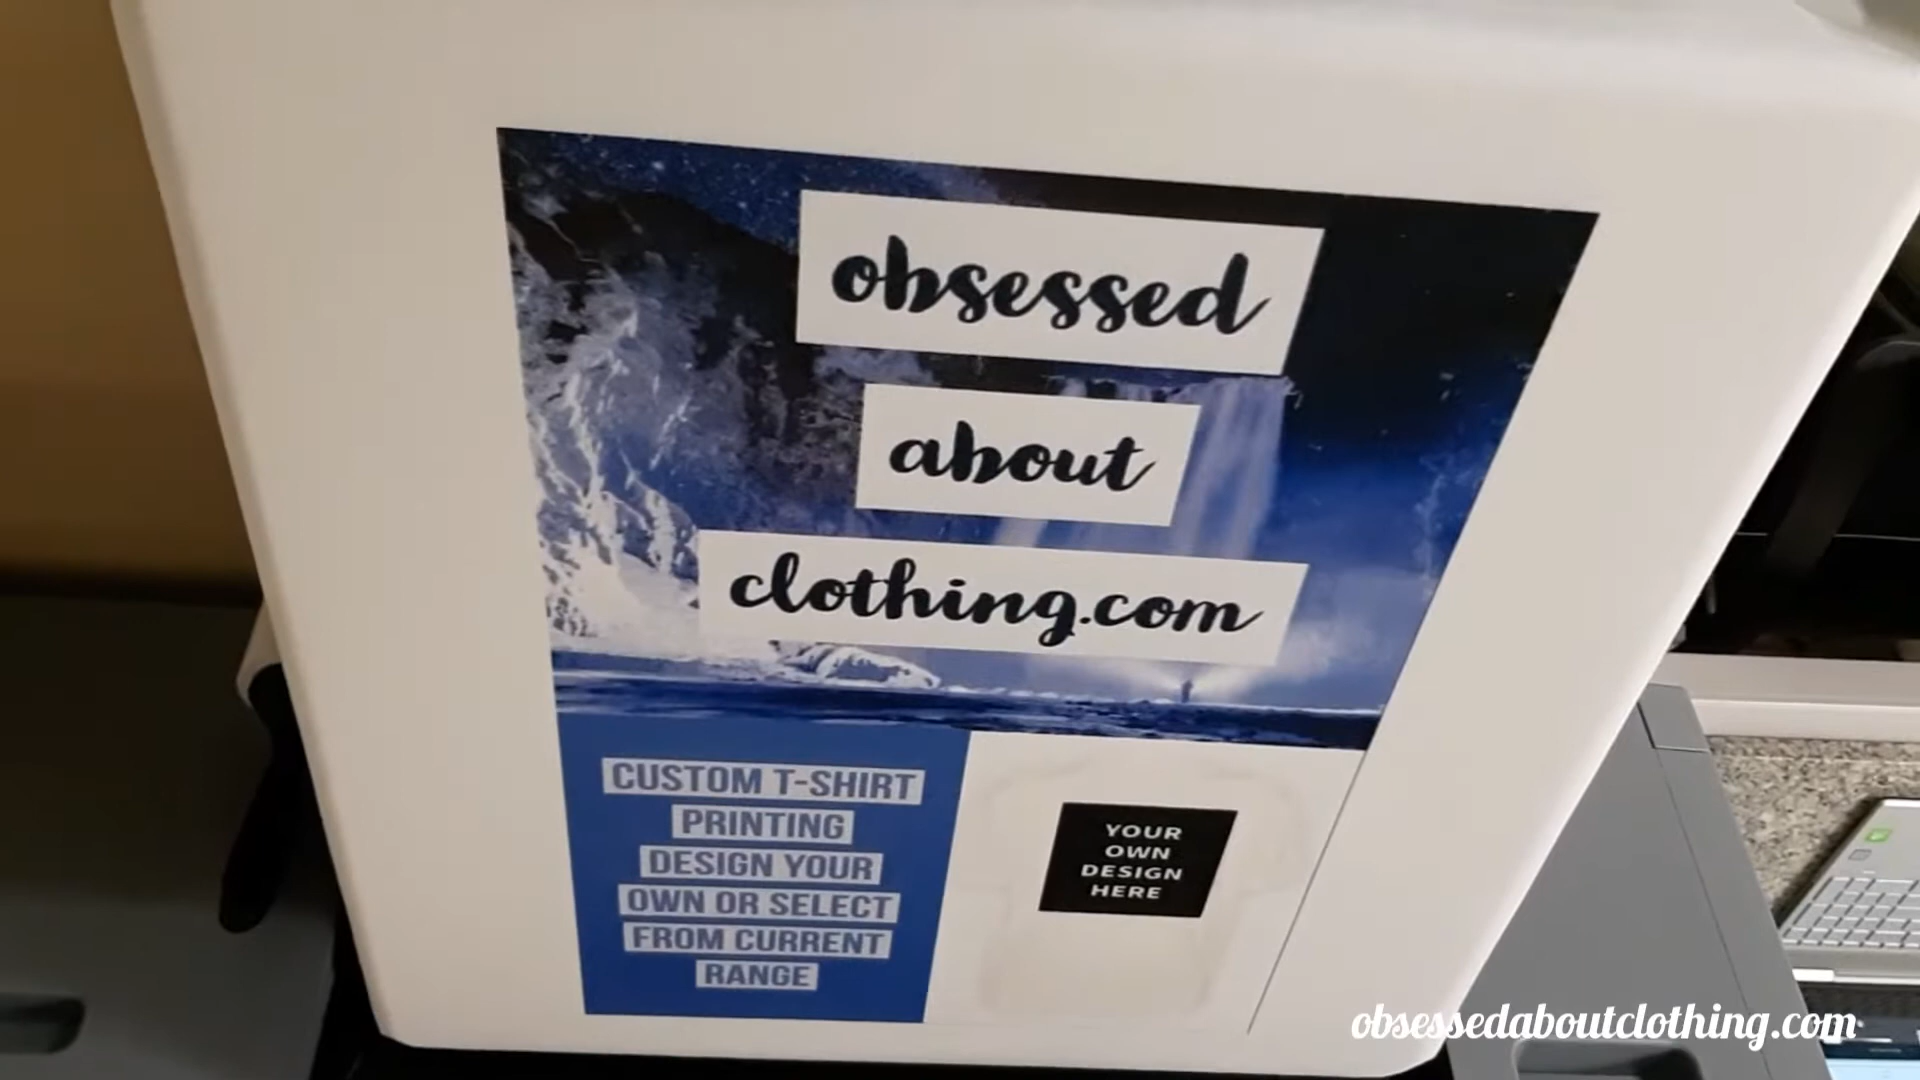 obsessed
about
clothing.com
CUSTOM T-SHIRT
PRINTING
DESIGN YOUR
OWN OR SELECT
FROM CURRENT
RANGE
YOUR
OWN
DESIGN
HERE
obsessedaboutclothing.com